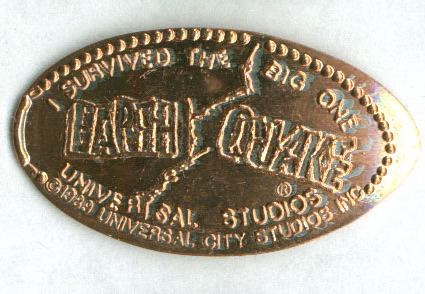 I SURVIVED THE BIG ONE
EARTH QUAKE
®
UNIVERSAL STUDIOS
©1989 UNIVERSAL CITY STUDIOS INC